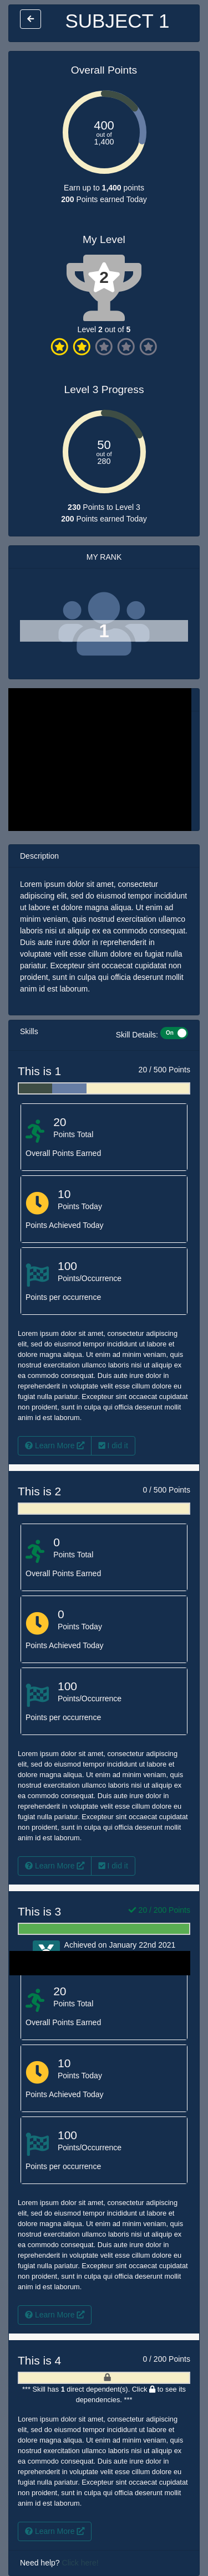 SUBJECT 1
Overall Points
400
out of
1,400
Earn up to 1,400 points
200 Points earned Today
My Level
2
Level 2 out of 5
Level 3 Progress
50
out of
280
230 Points to Level 3
200 Points earned Today
MY RANK
1
Description
Lorem ipsum dolor sit amet, consectetur
adipiscing elit, sed do eiusmod tempor incididunt
ut labore et dolore magna aliqua. Ut enim ad
minim veniam, quis nostrud exercitation ullamco
laboris nisi ut aliquip ex ea commodo consequat.
Duis aute irure dolor in reprehenderit in
voluptate velit esse cillum dolore eu fugiat nulla
pariatur. Excepteur sint occaecat cupidatat non
proident, sunt in culpa qui officia deserunt mollit
anim id est laborum.
Skills
Skill Details: On
This is 1
20 / 500 Points
20
Points Total
Overall Points Earned
10
Points Today
Points Achieved Today
100
Points/Occurrence
Points per occurrence
Lorem ipsum dolor sit amet, consectetur adipiscing
elit, sed do eiusmod tempor incididunt ut labore et
dolore magna aliqua. Ut enim ad minim veniam, quis
nostrud exercitation ullamco laboris nisi ut aliquip ex
ea commodo consequat. Duis aute irure dolor in
reprehenderit in voluptate velit esse cillum dolore eu
fugiat nulla pariatur. Excepteur sint occaecat cupidatat
non proident, sunt in culpa qui officia deserunt mollit
anim id est laborum.
Learn More
I did it
This is 2
0 / 500 Points
0
Points Total
Overall Points Earned
0
Points Today
Points Achieved Today
100
Points/Occurrence
Points per occurrence
Lorem ipsum dolor sit amet, consectetur adipiscing
elit, sed do eiusmod tempor incididunt ut labore et
dolore magna aliqua. Ut enim ad minim veniam, quis
nostrud exercitation ullamco laboris nisi ut aliquip ex
ea commodo consequat. Duis aute irure dolor in
reprehenderit in voluptate velit esse cillum dolore eu
fugiat nulla pariatur. Excepteur sint occaecat cupidatat
non proident, sunt in culpa qui officia deserunt mollit
anim id est laborum.
Learn More
I did it
This is 3
20 / 200 Points
Achieved on January 22nd 2021
20
Points Total
Overall Points Earned
10
Points Today
Points Achieved Today
100
Points/Occurrence
Points per occurrence
Lorem ipsum dolor sit amet, consectetur adipiscing
elit, sed do eiusmod tempor incididunt ut labore et
dolore magna aliqua. Ut enim ad minim veniam, quis
nostrud exercitation ullamco laboris nisi ut aliquip ex
ea commodo consequat. Duis aute irure dolor in
reprehenderit in voluptate velit esse cillum dolore eu
fugiat nulla pariatur. Excepteur sint occaecat cupidatat
non proident, sunt in culpa qui officia deserunt mollit
anim id est laborum.
Learn More
This is 4
0 / 200 Points
*** Skill has 1 direct dependent(s). Click to see its
dependencies. ***
Lorem ipsum dolor sit amet, consectetur adipiscing
elit, sed do eiusmod tempor incididunt ut labore et
dolore magna aliqua. Ut enim ad minim veniam, quis
nostrud exercitation ullamco laboris nisi ut aliquip ex
ea commodo consequat. Duis aute irure dolor in
reprehenderit in voluptate velit esse cillum dolore eu
fugiat nulla pariatur. Excepteur sint occaecat cupidatat
non proident, sunt in culpa qui officia deserunt mollit
anim id est laborum.
Learn More
Need help?